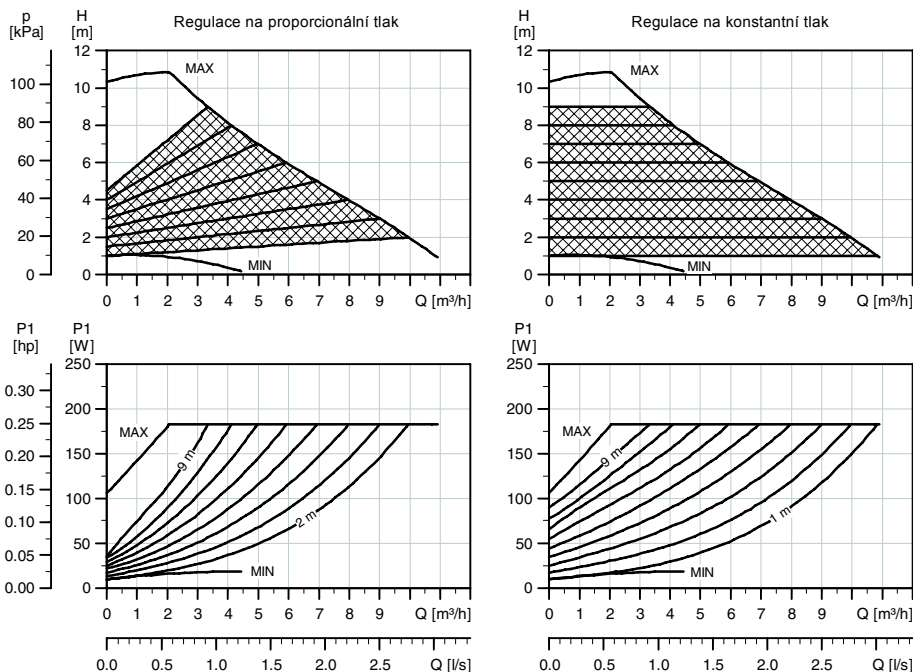 p
[kPa]
H
[m]
Regulace na proporcionální tlak
12
10
8
6
4
2
0
100
80
60
40
20
0
MAX
MIN
0 1 2 3 4 5 6 7 8 9 Q [m³/h]
H
[m]
Regulace na konstantní tlak
12
10
8
6
4
2
0
MAX
MIN
0 1 2 3 4 5 6 7 8 9 Q [m³/h]
P1
[hp]
P1
[W]
250
200
150
100
50
0
0.30
0.25
0.20
0.15
0.10
0.05
0.00
MAX
9 m
2 m
MIN
0 1 2 3 4 5 6 7 8 9 Q [m³/h]
0.0 0.5 1.0 1.5 2.0 2.5 Q [l/s]
P1
[W]
250
200
150
100
50
0
MAX
9 m
1 m
MIN
0 1 2 3 4 5 6 7 8 9 Q [m³/h]
0.0 0.5 1.0 1.5 2.0 2.5 Q [l/s]